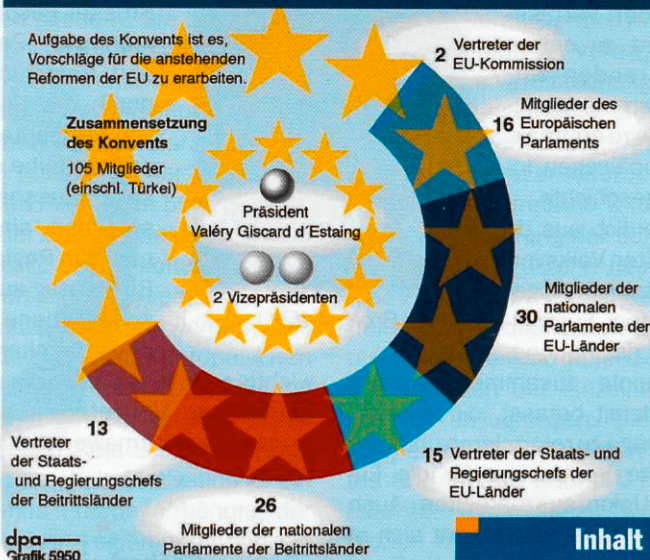 Aufgabe des Konvents ist es,
Vorschläge für die anstehenden
Reformen der EU zu erarbeiten.
Zusammensetzung
des Konvents
105 Mitglieder
(einschl. Türkei)
Präsident
Valéry Giscard d´Estaing
2 Vizepräsidenten
2 Vertreter der
EU-Kommission
16 Mitglieder des
Europäischen
Parlaments
30 Mitglieder der
nationalen
Parlamente der
EU-Länder
15 Vertreter der Staats- und
Regierungschefs der
EU-Länder
26
Mitglieder der nationalen
Parlamente der Beitrittsländer
13
Vertreter
der Staats-
und Regierungschefs
der Beitrittsländer
dpa
Grafik 5950
Inhalt